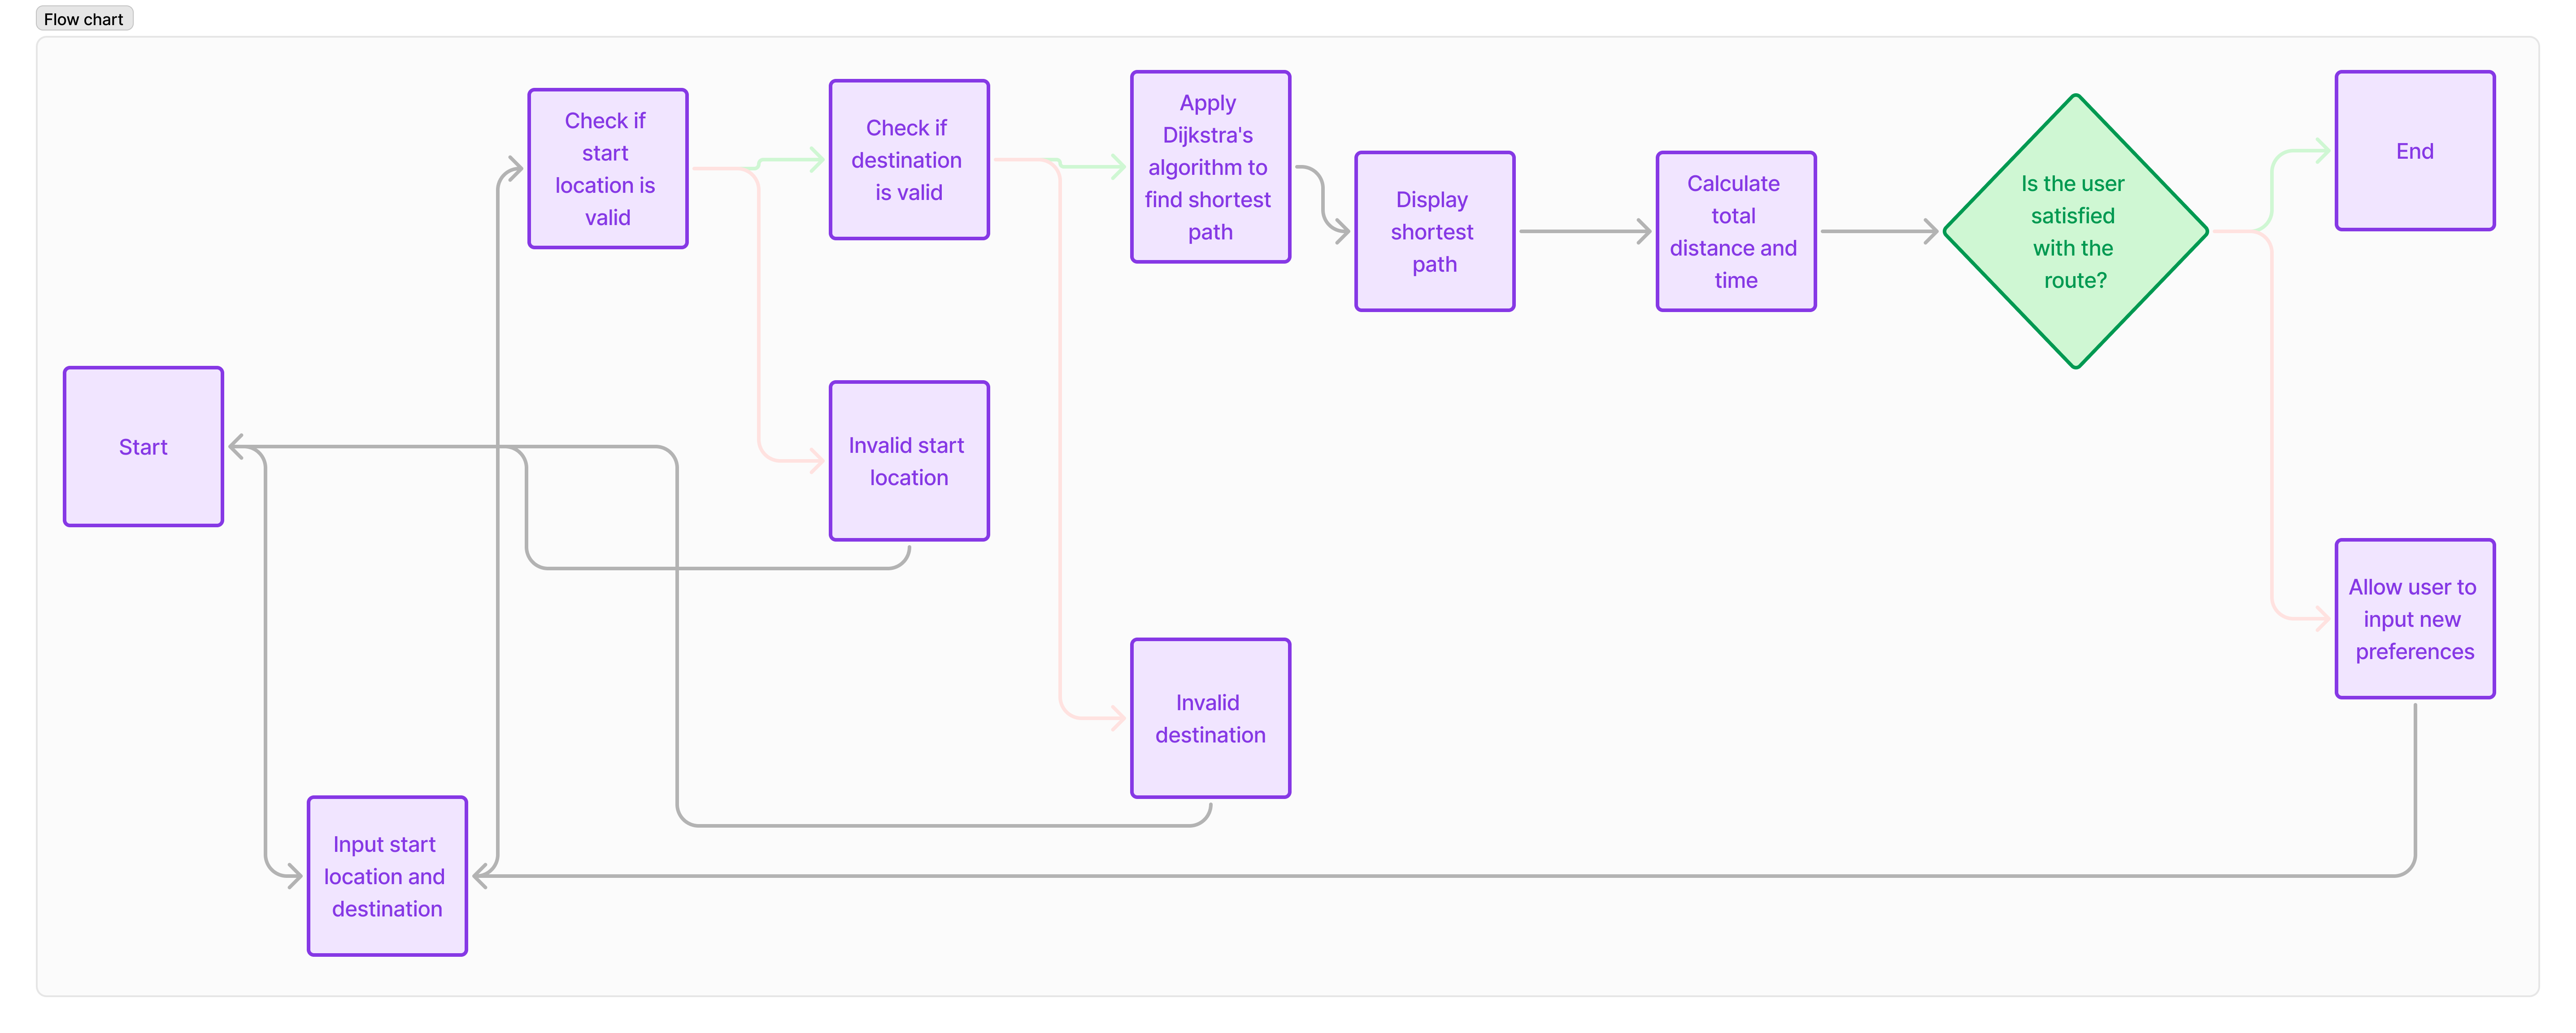 Flow chart
Check if
start
location is
valid
Check if
destination
is valid
Apply
Dijkstra's
algorithm to
find shortest
path
Display
shortest
path
Calculate
total
distance and
time
Is the user
satisfied
with the
route?
End
Start
Invalid start
location
Allow user to
input new
preferences
Invalid
destination
Input start
location and
destination